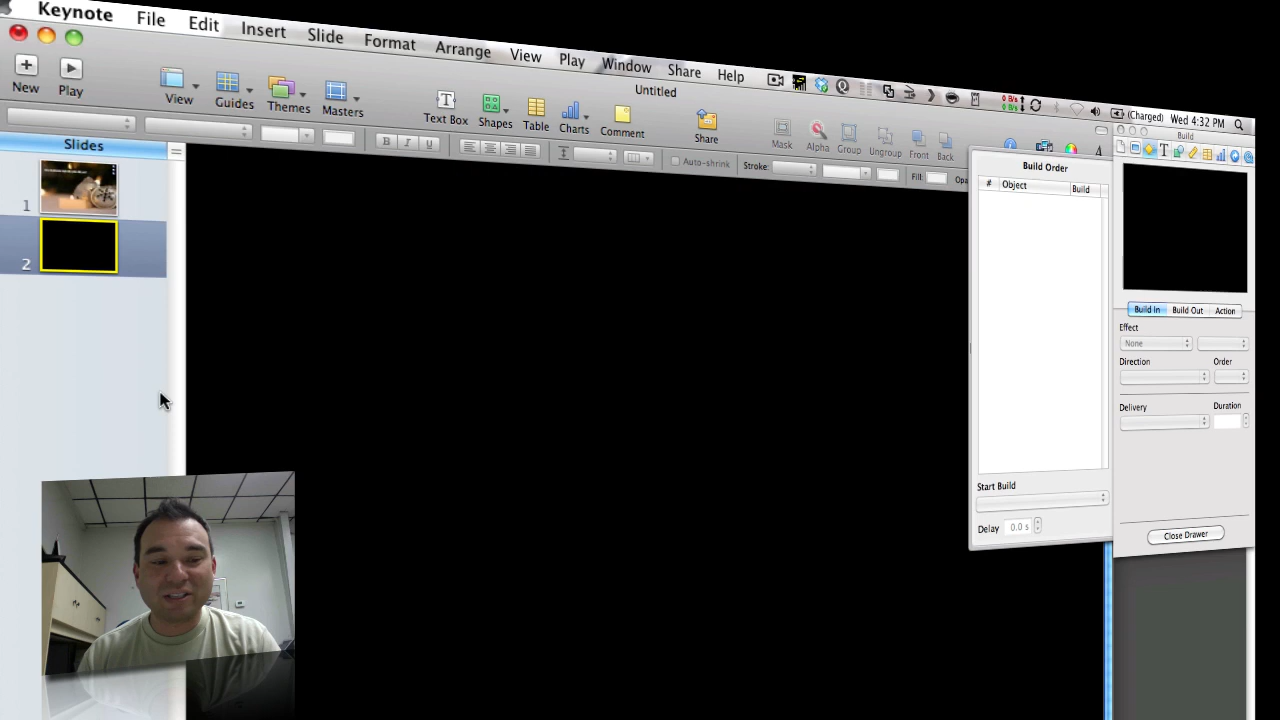 Keynote File Edit Insert Slide Format Arrange View Play Window Share Help
0 B/s
0 B/s
(Charged) Wed 4:32 PM
Untitled
New Play View Guides Themes Masters Text Box Shapes Table Charts Comment Share Mask Alpha Group Ungroup Front Back
B I U
Auto-shrink Stroke: Fill:
Slides
1
2
Build Order
# Object Build
Start Build
Delay 0.0 s
Build
Build In Build Out Action
Effect
None
Direction Order
Delivery Duration
Close Drawer